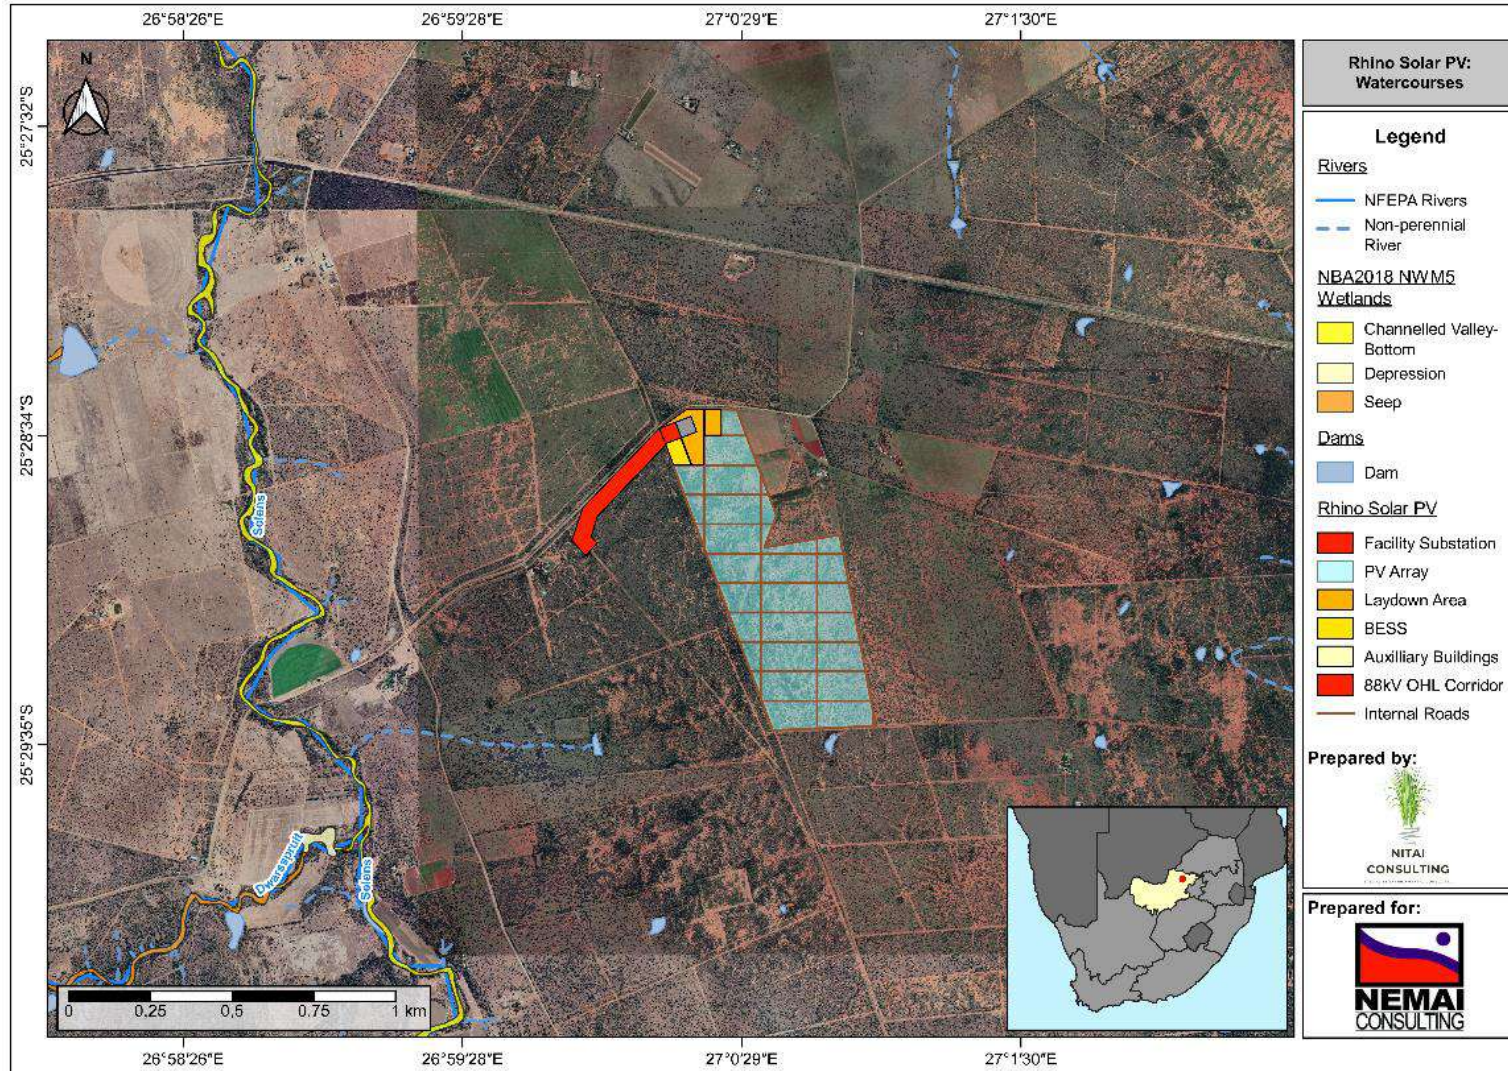 26°58'26"E
26°59'28"E
27°0'29"E
27°1'30"E
N
25°27'32"S
25°28'34"S
25°29'35"S
Selens
Dwarsspruit
Selens
0
0.25
0,5
0.75
1 km
26°58'26"E
26°59'28"E
27°0'29"E
27°1'30"E
Rhino Solar PV:
Watercourses
Legend
Rivers
NFEPA Rivers
Non-perennial
River
NBA2018 NWM5
Wetlands
Channelled Valley-
Bottom
Depression
Seep
Dams
Dam
Rhino Solar PV
Facility Substation
PV Array
Laydown Area
BESS
Auxilliary Buildings
88kV OHL Corridor
Internal Roads
Prepared by:
NITAI
CONSULTING
Prepared for:
NEMAI
CONSULTING